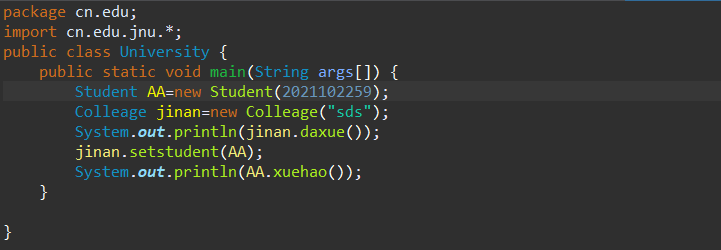 package cn.edu;
import cn.edu.jnu.*;
public class University {
    public static void main(String args[]) {
        Student AA=new Student(2021102259);
        Colleage jinan=new Colleage("sds");
        System.out.println(jinan.daxue());
        jinan.setstudent(AA);
        System.out.println(AA.xuehao());
    }
}